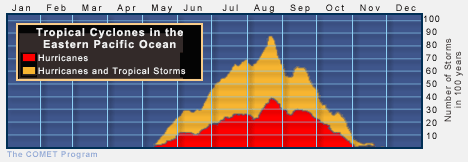 Jan Feb Mar Apr May Jun Jul Aug Sep Oct Nov Dec
Tropical Cyclones in the
Eastern Pacific Ocean
Hurricanes
Hurricanes and Tropical Storms
100
90
80
70
60
50
40
30
20
10
Number of Storms
in 100 years
The COMET Program